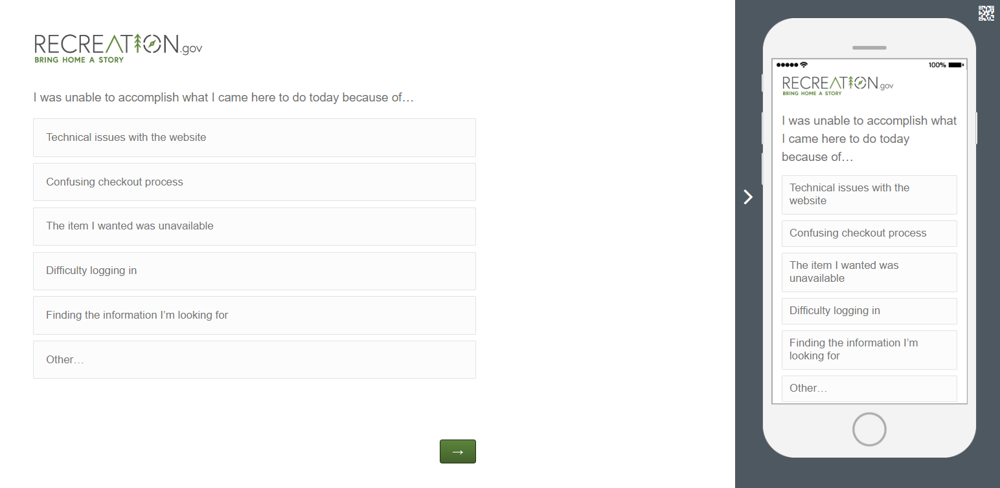 RECREATION.gov
BRING HOME A STORY
I was unable to accomplish what I came here to do today because of…
Technical issues with the website
Confusing checkout process
The item I wanted was unavailable
Difficulty logging in
Finding the information I’m looking for
Other…
→
100%
RECREATION.gov
BRING HOME A STORY
I was unable to accomplish what
I came here to do today
because of…
Technical issues with the
website
Confusing checkout process
The item I wanted was
unavailable
Difficulty logging in
Finding the information I’m
looking for
Other…